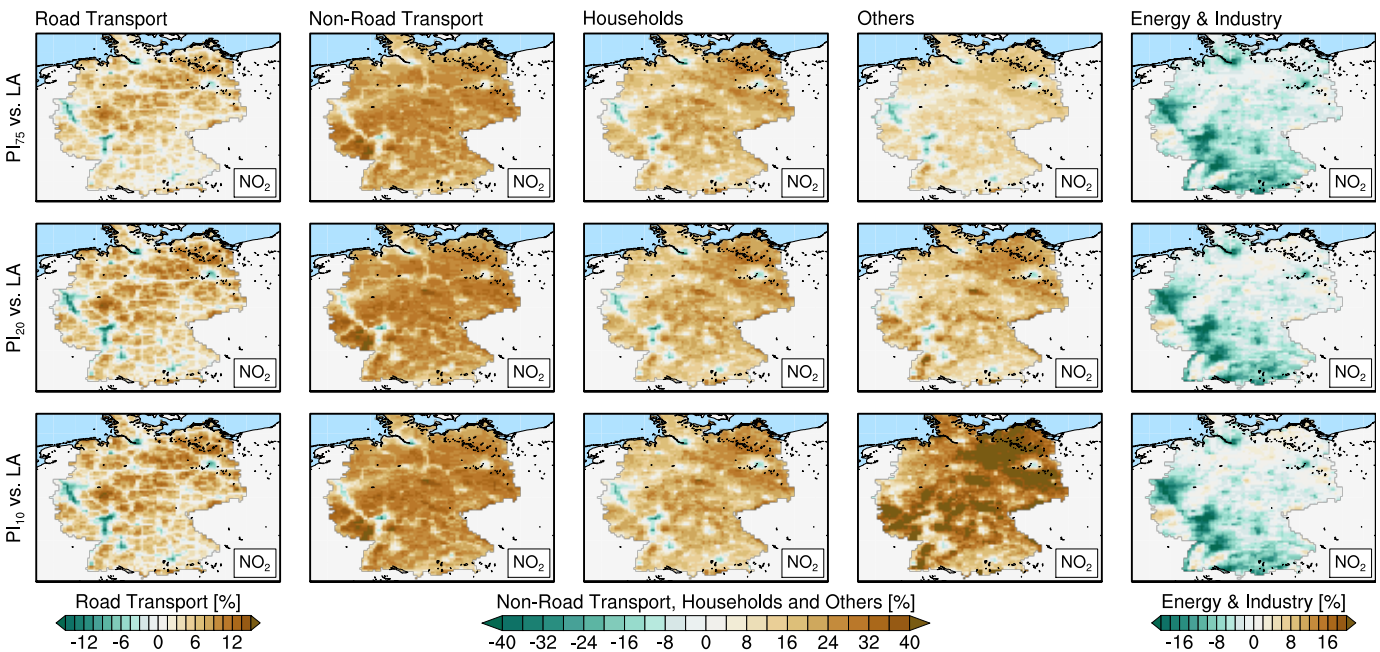 Road Transport Non-Road Transport Households Others Energy & Industry
PI₇₅ vs. LA
NO₂ NO₂ NO₂ NO₂ NO₂
PI₂₀ vs. LA
NO₂ NO₂ NO₂ NO₂ NO₂
PI₁₀ vs. LA
NO₂ NO₂ NO₂ NO₂ NO₂
Road Transport [%] Non-Road Transport, Households and Others [%] Energy & Industry [%]
-12 -6 0 6 12 -40 -32 -24 -16 -8 0 8 16 24 32 40 -16 -8 0 8 16